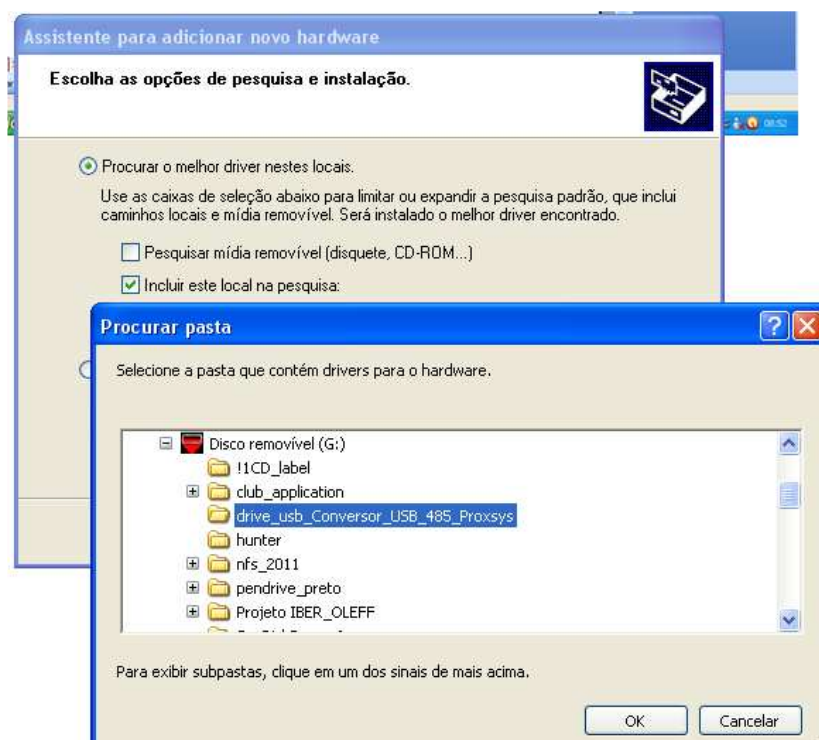 Assistente para adicionar novo hardware
Escolha as opções de pesquisa e instalação.
08:52
Procurar o melhor driver nestes locais.
Use as caixas de seleção abaixo para limitar ou expandir a pesquisa padrão, que inclui
caminhos locais e mídia removível. Será instalado o melhor driver encontrado.
Pesquisar mídia removível (disquete, CD-ROM...)
Incluir este local na pesquisa:
Procurar pasta
Selecione a pasta que contém drivers para o hardware.
Disco removível (G:)
!1CD_label
club_application
drive_usb_Conversor_USB_485_Proxsys
hunter
nfs_2011
pendrive_preto
Projeto IBER_OLEFF
Para exibir subpastas, clique em um dos sinais de mais acima.
OK Cancelar